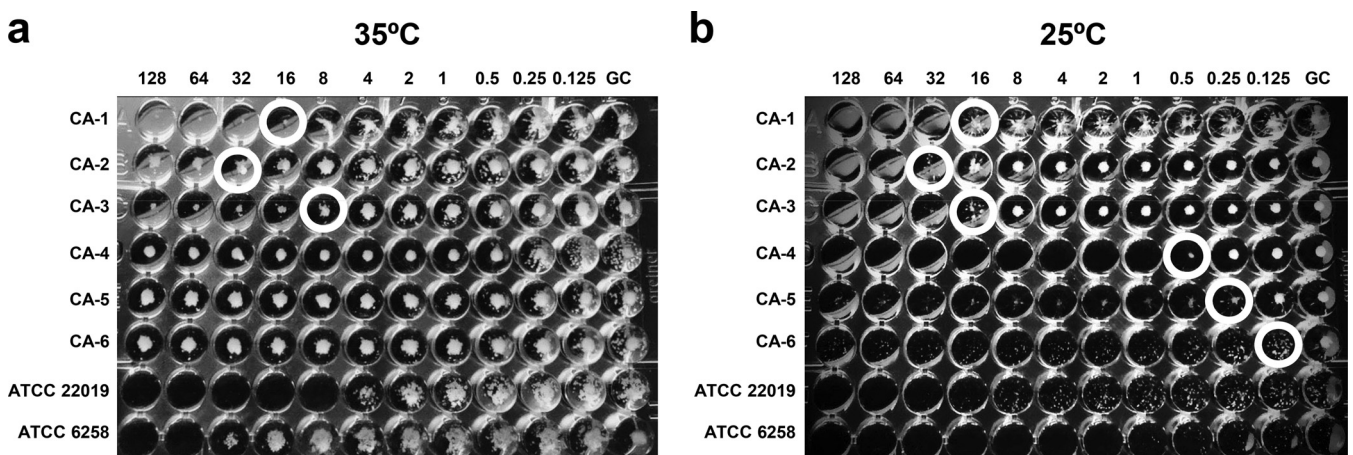 a
35ºC
128 64 32 16 8 4 2 1 0.5 0.25 0.125 GC
CA-1
CA-2
CA-3
CA-4
CA-5
CA-6
ATCC 22019
ATCC 6258
b
25ºC
128 64 32 16 8 4 2 1 0.5 0.25 0.125 GC
CA-1
CA-2
CA-3
CA-4
CA-5
CA-6
ATCC 22019
ATCC 6258